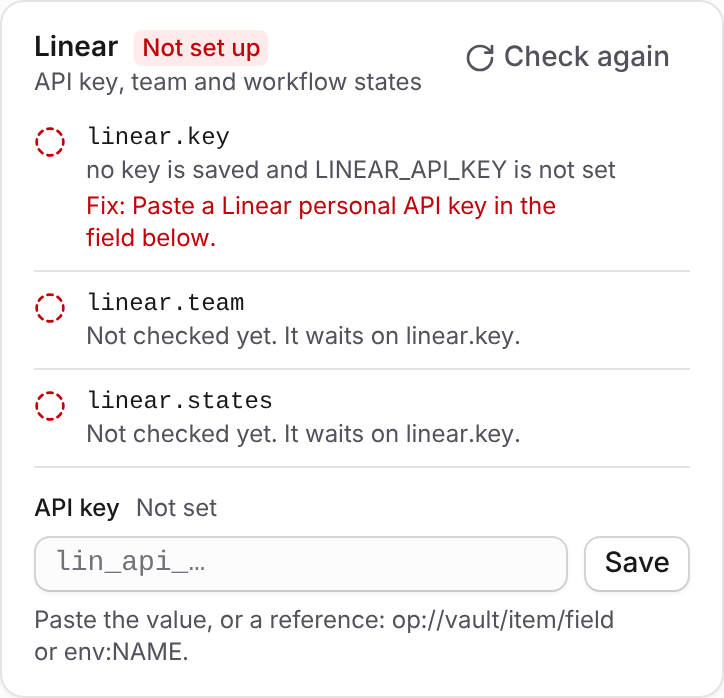 Linear Not set up
Check again
API key, team and workflow states
linear.key
no key is saved and LINEAR_API_KEY is not set
Fix: Paste a Linear personal API key in the
field below.
linear.team
Not checked yet. It waits on linear.key.
linear.states
Not checked yet. It waits on linear.key.
API key Not set
lin_api_…
Save
Paste the value, or a reference: op://vault/item/field
or env:NAME.